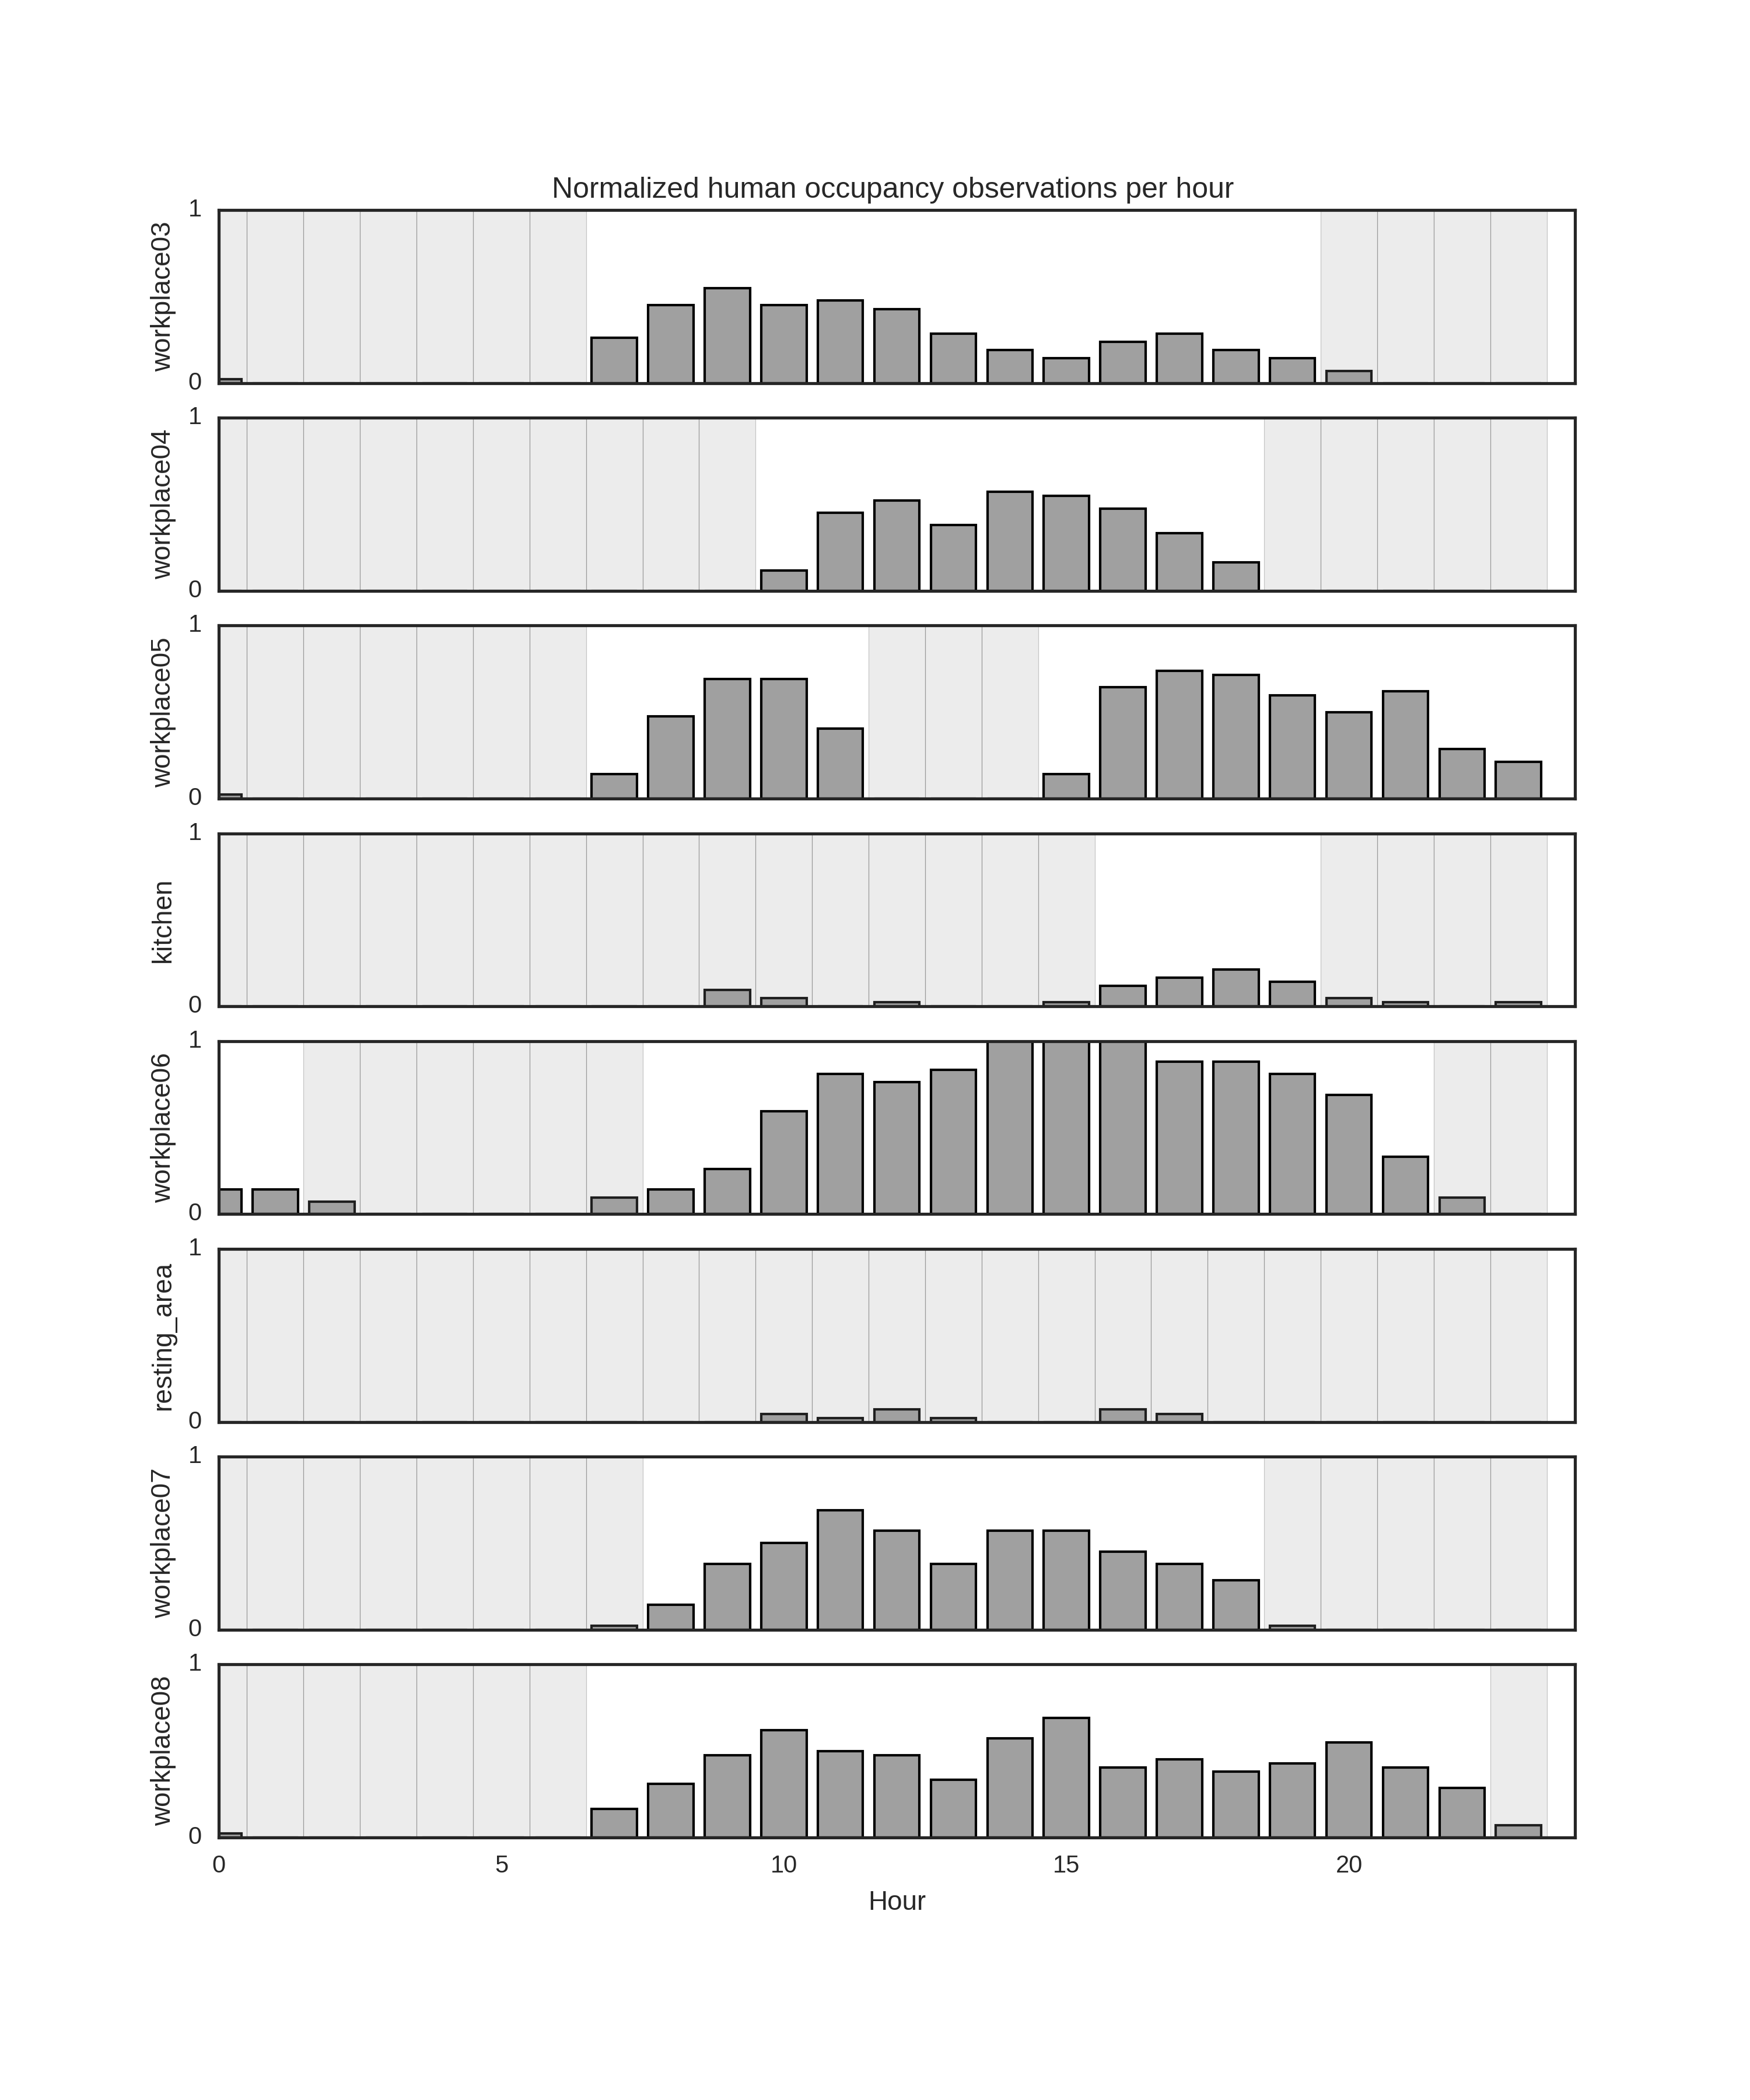 Normalized human occupancy observations per hour
1
workplace03
0
1
workplace04
0
1
workplace05
0
1
kitchen
0
1
workplace06
0
1
resting_area
0
1
workplace07
0
1
workplace08
0
0 5 10 15 20
Hour